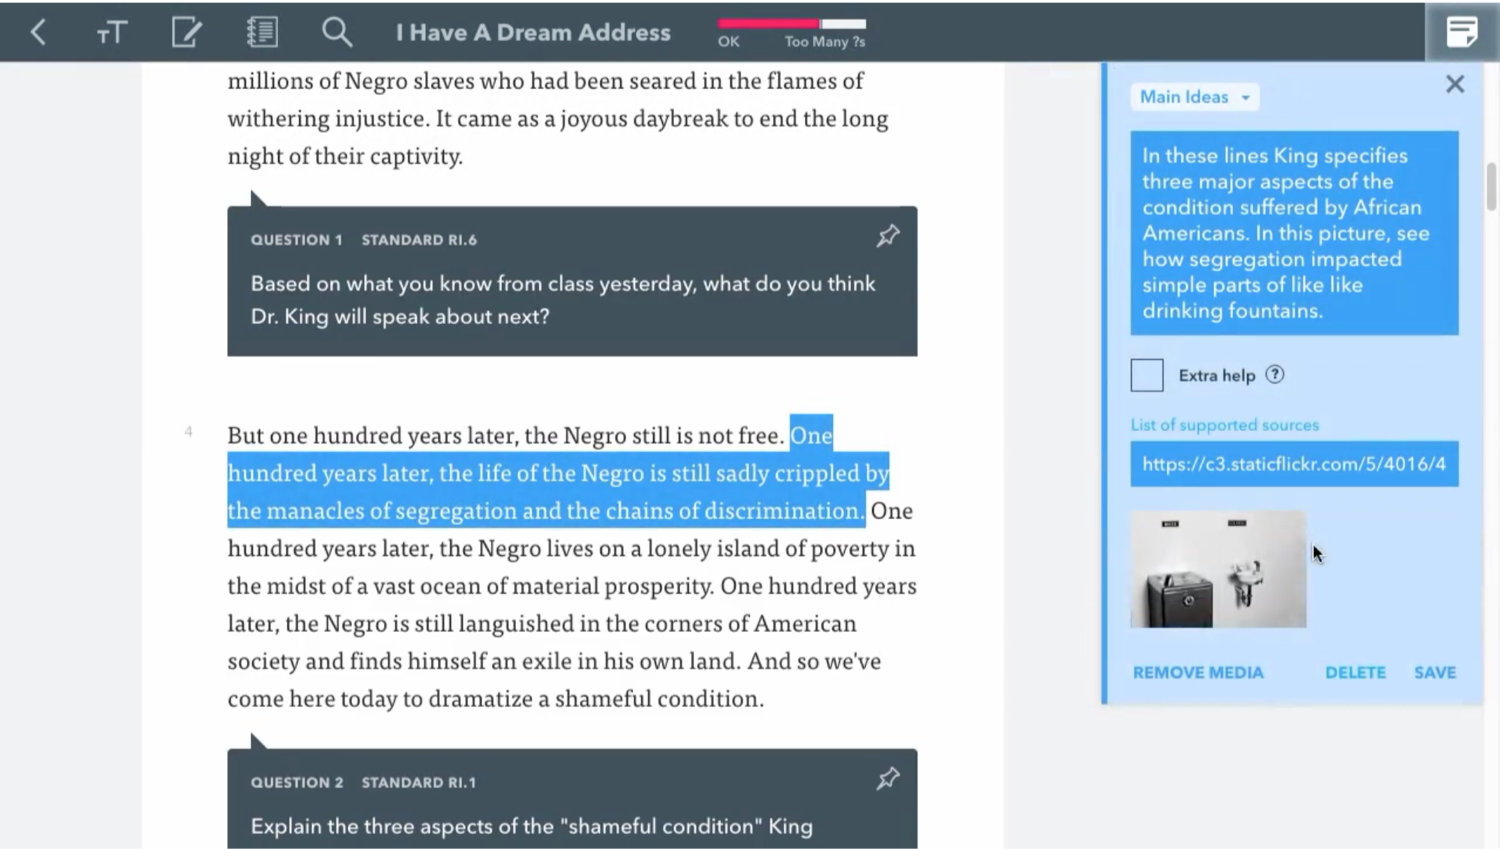 I Have A Dream Address
OK Too Many ?s
millions of Negro slaves who had been seared in the flames of
withering injustice. It came as a joyous daybreak to end the long
night of their captivity.
QUESTION 1 STANDARD RI.6
Based on what you know from class yesterday, what do you think
Dr. King will speak about next?
4
But one hundred years later, the Negro still is not free. One
hundred years later, the life of the Negro is still sadly crippled by
the manacles of segregation and the chains of discrimination. One
hundred years later, the Negro lives on a lonely island of poverty in
the midst of a vast ocean of material prosperity. One hundred years
later, the Negro is still languished in the corners of American
society and finds himself an exile in his own land. And so we've
come here today to dramatize a shameful condition.
QUESTION 2 STANDARD RI.1
Explain the three aspects of the "shameful condition" King
Main Ideas
In these lines King specifies
three major aspects of the
condition suffered by African
Americans. In this picture, see
how segregation impacted
simple parts of like like
drinking fountains.
Extra help ?
List of supported sources
https://c3.staticflickr.com/5/4016/4
REMOVE MEDIA DELETE SAVE